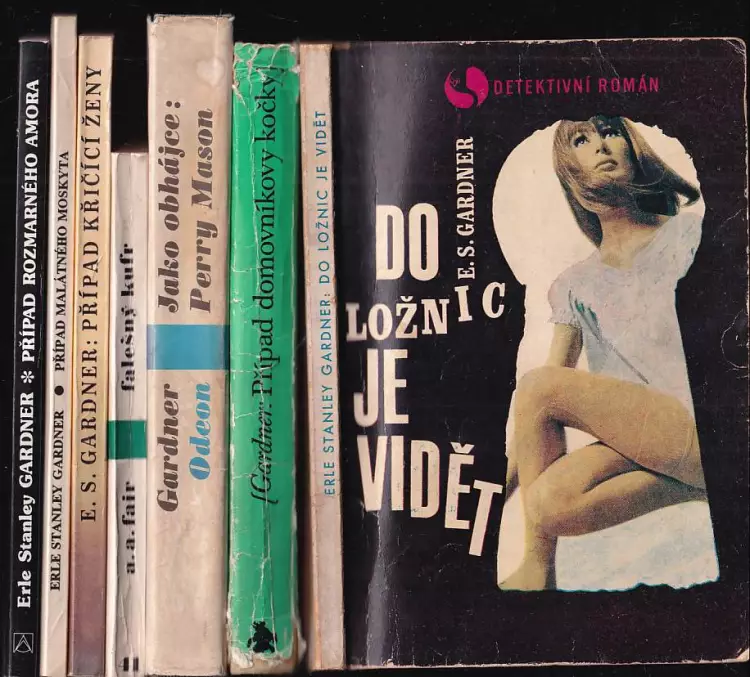 Erle Stanley GARDNER * PŘÍPAD ROZMARNÉHO AMORA
ERLE STANLEY GARDNER • PŘÍPAD MALÁTNÉHO MOSKYTA
E. S. GARDNER: PŘÍPAD KŘIČÍCÍ ŽENY
a. a. fair falešný kufr
Gardner Jako obhájce:
Odeon Perry Mason
(Gardner: Případ domovníkovy kočky)
ERLE STANLEY GARDNER: DO LOŽNIC JE VIDĚT
DETEKTIVNÍ ROMÁN
E. S. GARDNER
DO
LOŽNIC
JE
VIDĚT